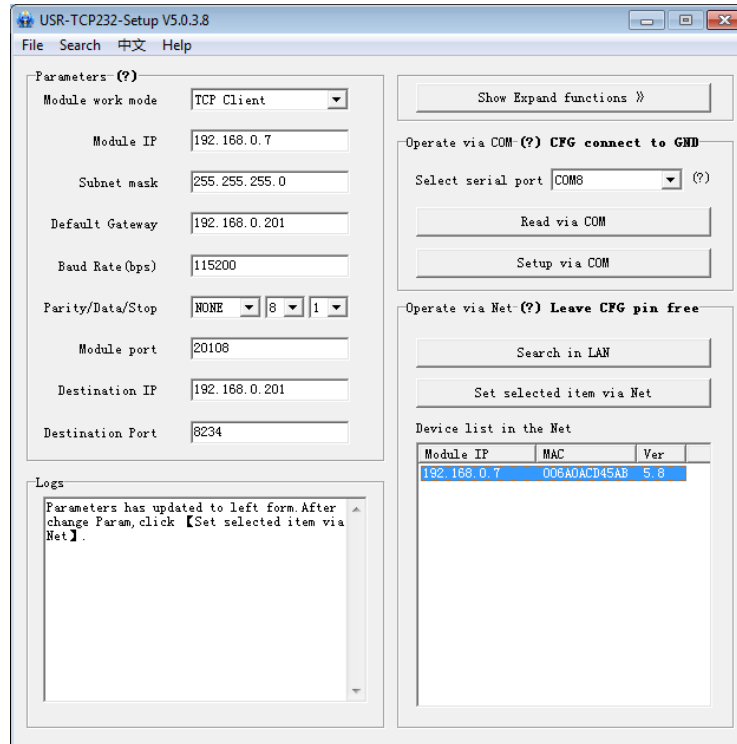 USR-TCP232-Setup V5.0.3.8
File Search 中文 Help
Parameters (?)
Module work mode TCP Client
Module IP 192.168.0.7
Subnet mask 255.255.255.0
Default Gateway 192.168.0.201
Baud Rate(bps) 115200
Parity/Data/Stop NONE 8 1
Module port 20108
Destination IP 192.168.0.201
Destination Port 8234
Logs
Parameters has updated to left form.After
change Param,click 【Set selected item via
Net】.
Show Expand functions 》
Operate via COM-(?) CFG connect to GND
Select serial port COM8 (?)
Read via COM
Setup via COM
Operate via Net-(?) Leave CFG pin free
Search in LAN
Set selected item via Net
Device list in the Net
Module IP MAC Ver
192.168.0.7 006A0ACD45AB 5.8